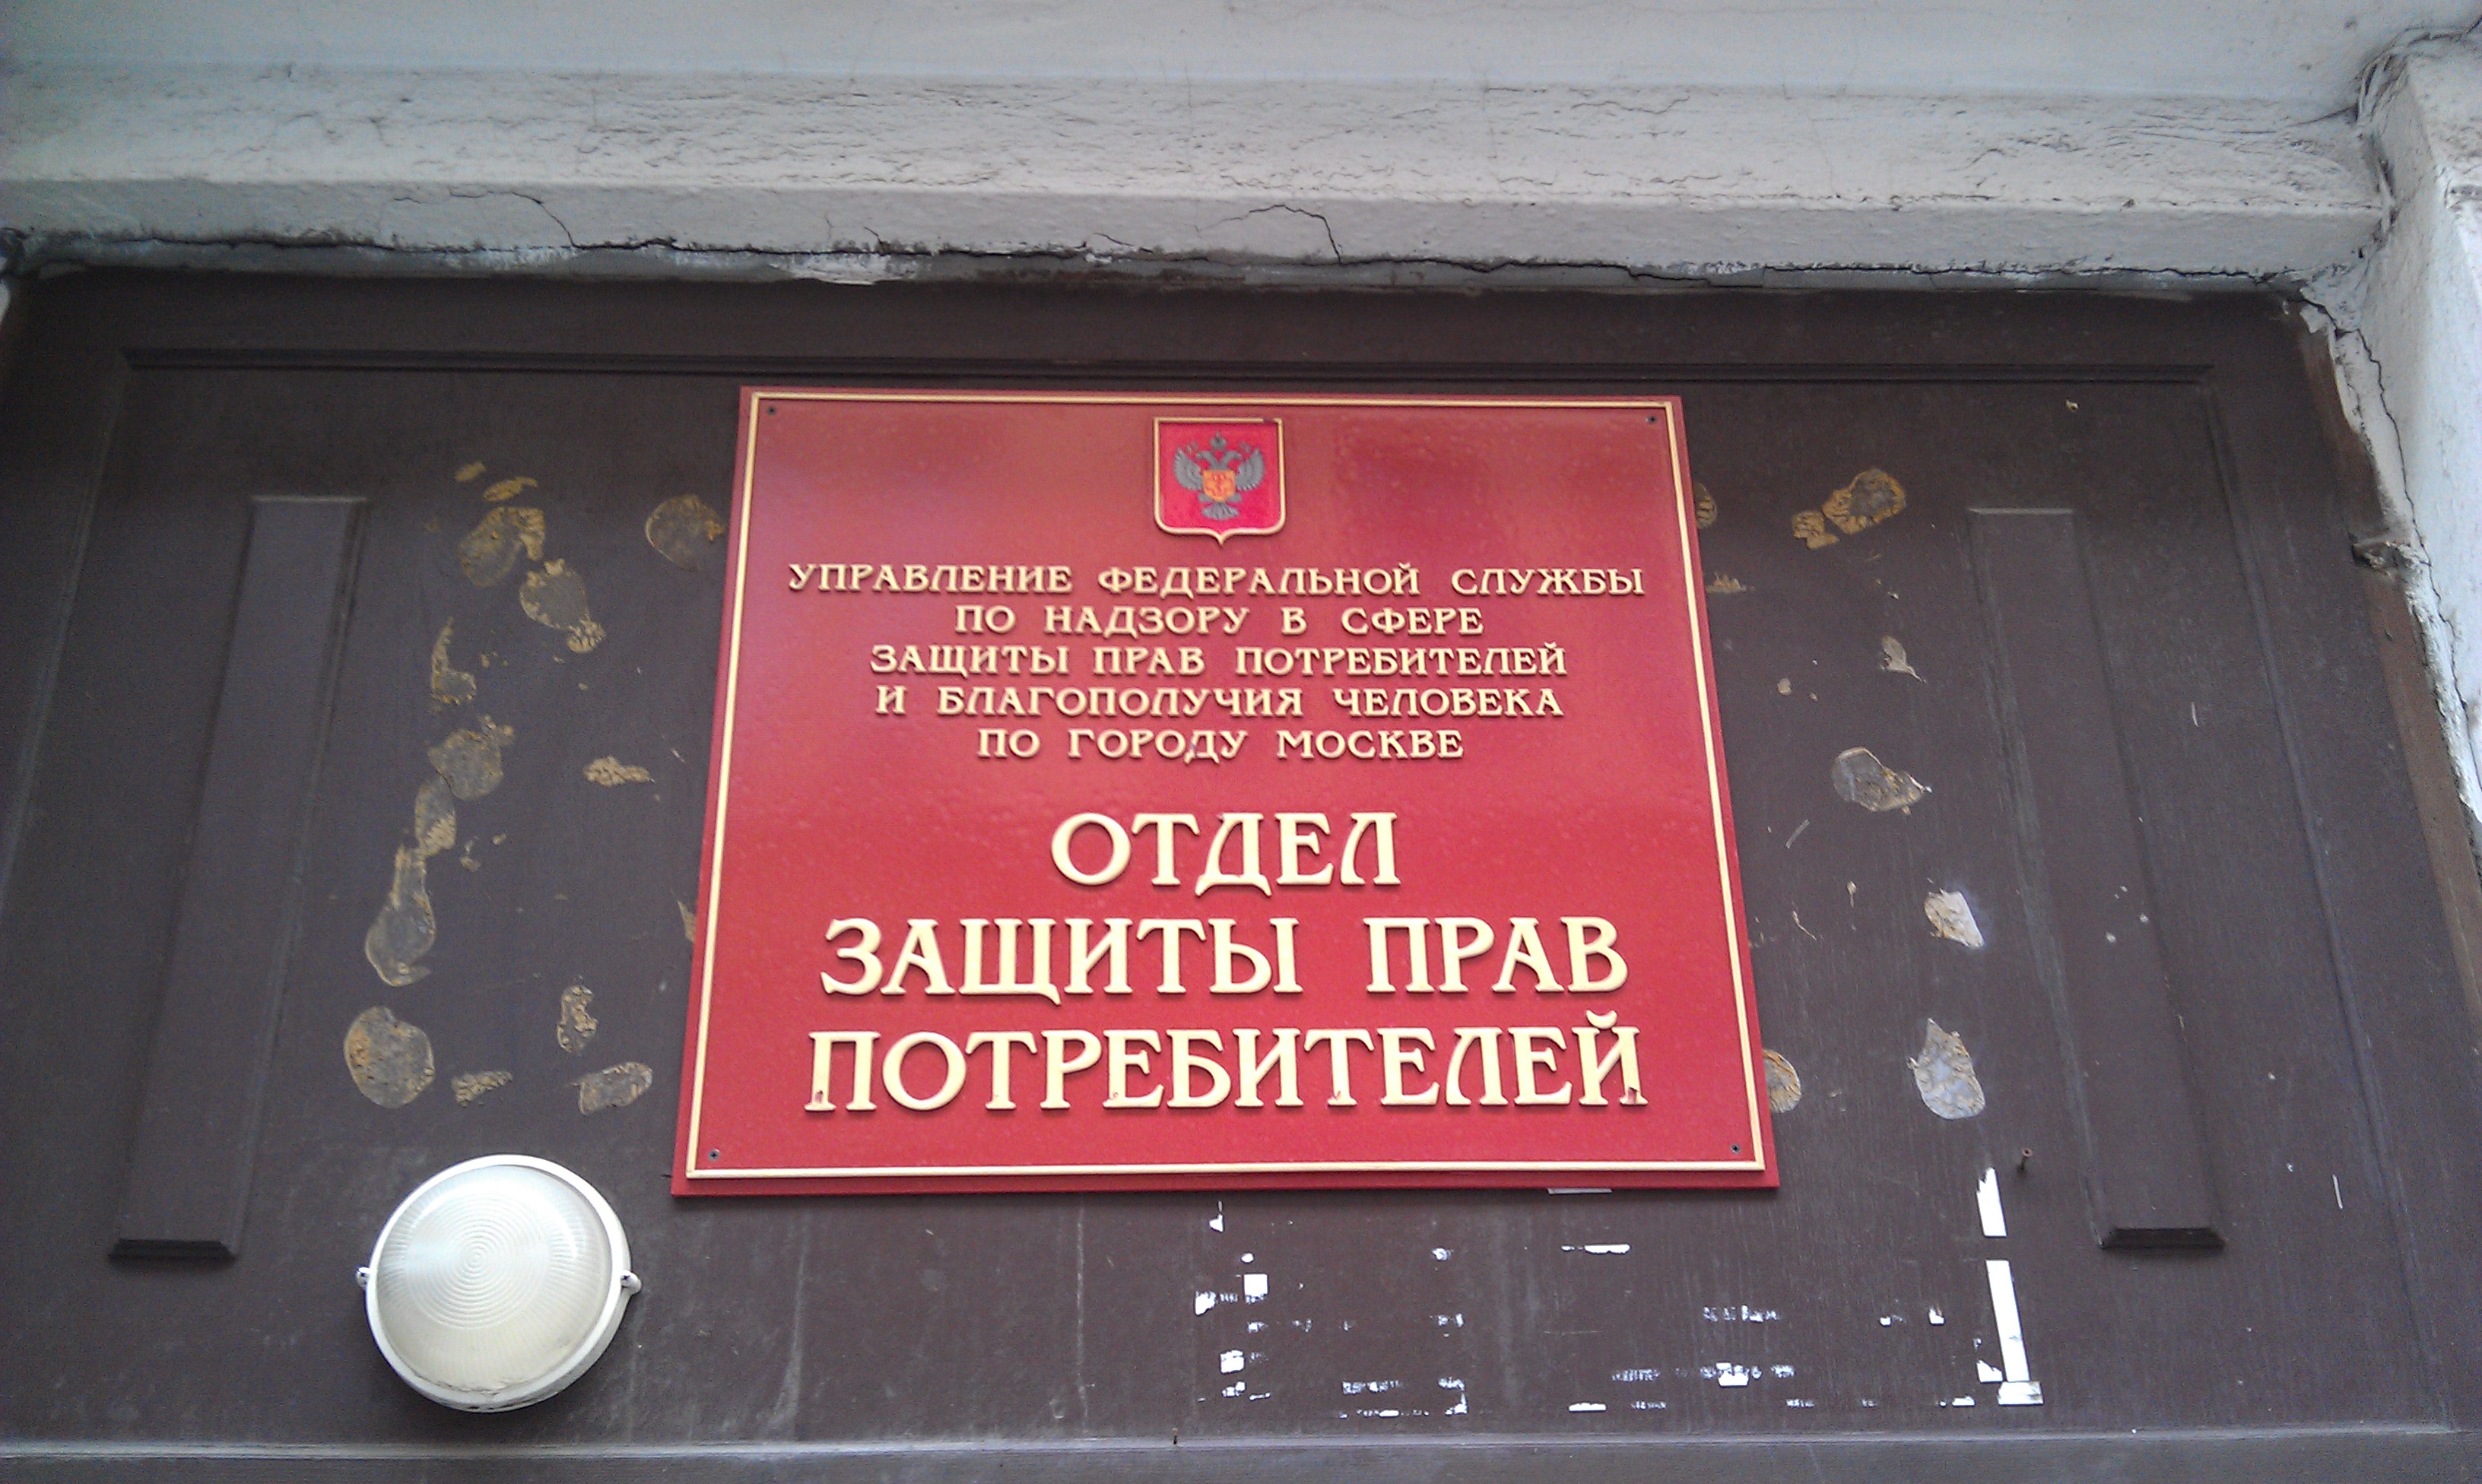 УПРАВЛЕНИЕ ФЕДЕРАЛЬНОЙ СЛУЖБЫ
ПО НАДЗОРУ В СФЕРЕ
ЗАЩИТЫ ПРАВ ПОТРЕБИТЕЛЕЙ
И БЛАГОПОЛУЧИЯ ЧЕЛОВЕКА
ПО ГОРОДУ МОСКВЕ
ОТДЕЛ
ЗАЩИТЫ ПРАВ
ПОТРЕБИТЕЛЕЙ